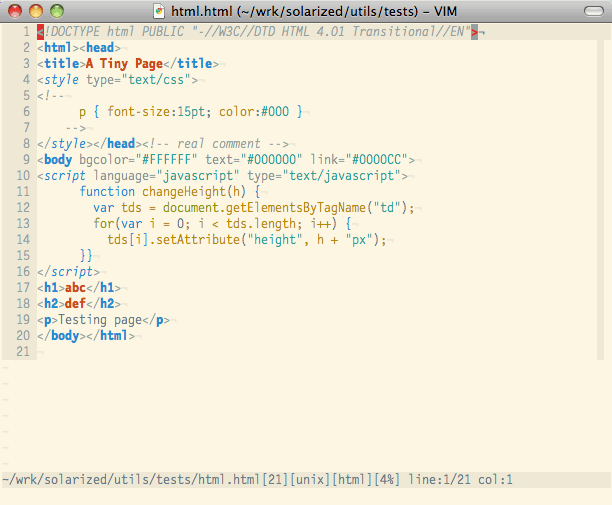 html.html (~/wrk/solarized/utils/tests) – VIM
1 <!DOCTYPE html PUBLIC "-//W3C//DTD HTML 4.01 Transitional//EN">¬
2 <html><head>¬
3 <title>A Tiny Page</title>¬
4 <style type="text/css">¬
5 <!--¬
6 p { font-size:15pt; color:#000 }¬
7 -->¬
8 </style></head><!-- real comment -->¬
9 <body bgcolor="#FFFFFF" text="#000000" link="#0000CC">¬
10 <script language="javascript" type="text/javascript">¬
11 function changeHeight(h) {¬
12 var tds = document.getElementsByTagName("td");¬
13 for(var i = 0; i < tds.length; i++) {¬
14 tds[i].setAttribute("height", h + "px");¬
15 }}¬
16 </script>¬
17 <h1>abc</h1>¬
18 <h2>def</h2>¬
19 <p>Testing page</p>¬
20 </body></html>¬
21 ¬
~/wrk/solarized/utils/tests/html.html[21][unix][html][4%] line:1/21 col:1